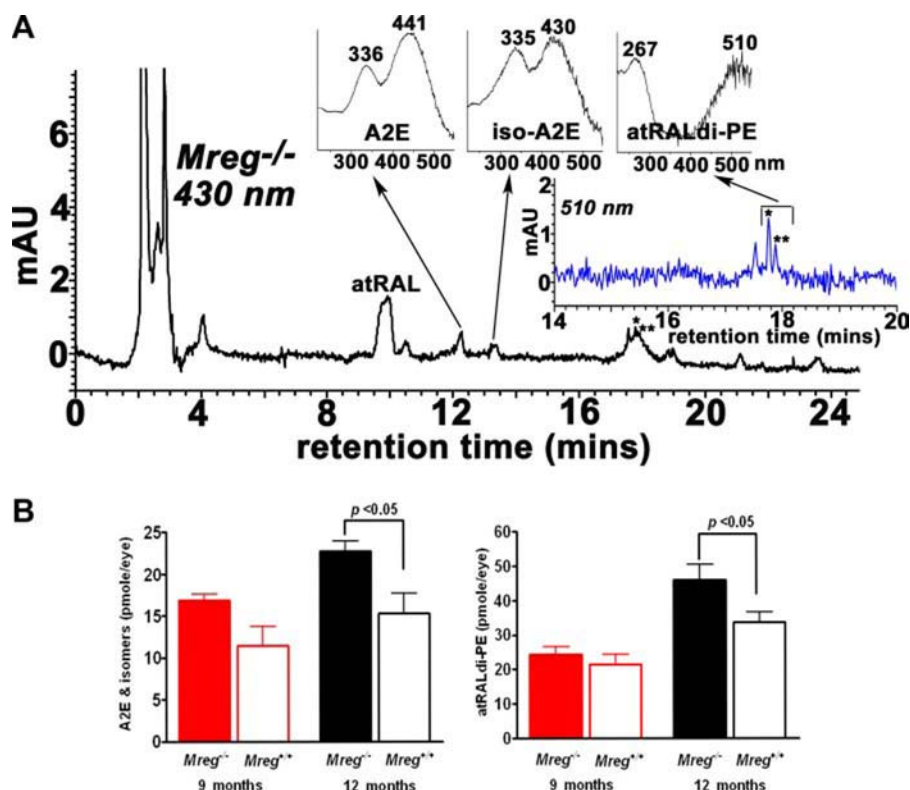 A
336 441
A2E
300 400 500
335 430
iso-A2E
300 400 500
267 510
atRALdi-PE
300 400 500 nm
Mreg-/-
430 nm
mAU
6
4
2
0
atRAL
* **
0 4 8 12 16 20 24
retention time (mins)
510 nm
mAU
2
1
0
* **
14 16 18 20
retention time (mins)
B
A2E & isomers (pmole/eye)
25
20
15
10
5
0
p <0.05
Mreg-/- Mreg+/+ Mreg-/- Mreg+/+
9 months 12 months
atRALdi-PE (pmole/eye)
60
50
40
30
20
10
0
p <0.05
Mreg-/- Mreg+/+ Mreg-/- Mreg+/+
9 months 12 months